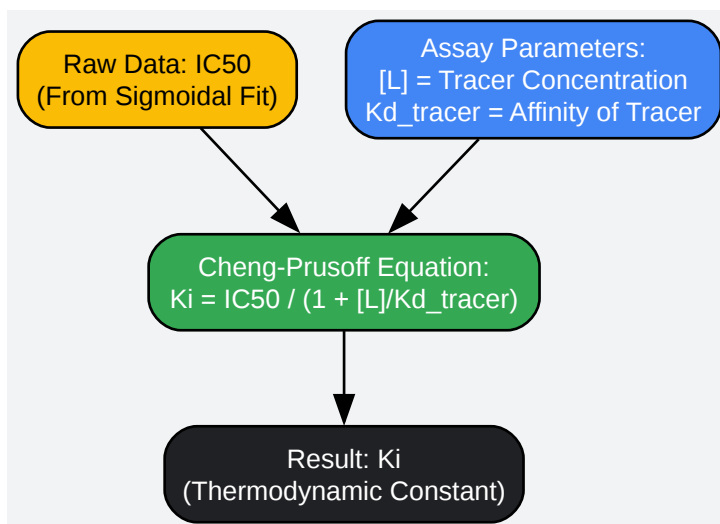 Raw Data: IC50
(From Sigmoidal Fit)
Assay Parameters:
[L] = Tracer Concentration
Kd_tracer = Affinity of Tracer
Cheng-Prusoff Equation:
Ki = IC50 / (1 + [L]/Kd_tracer)
Result: Ki
(Thermodynamic Constant)